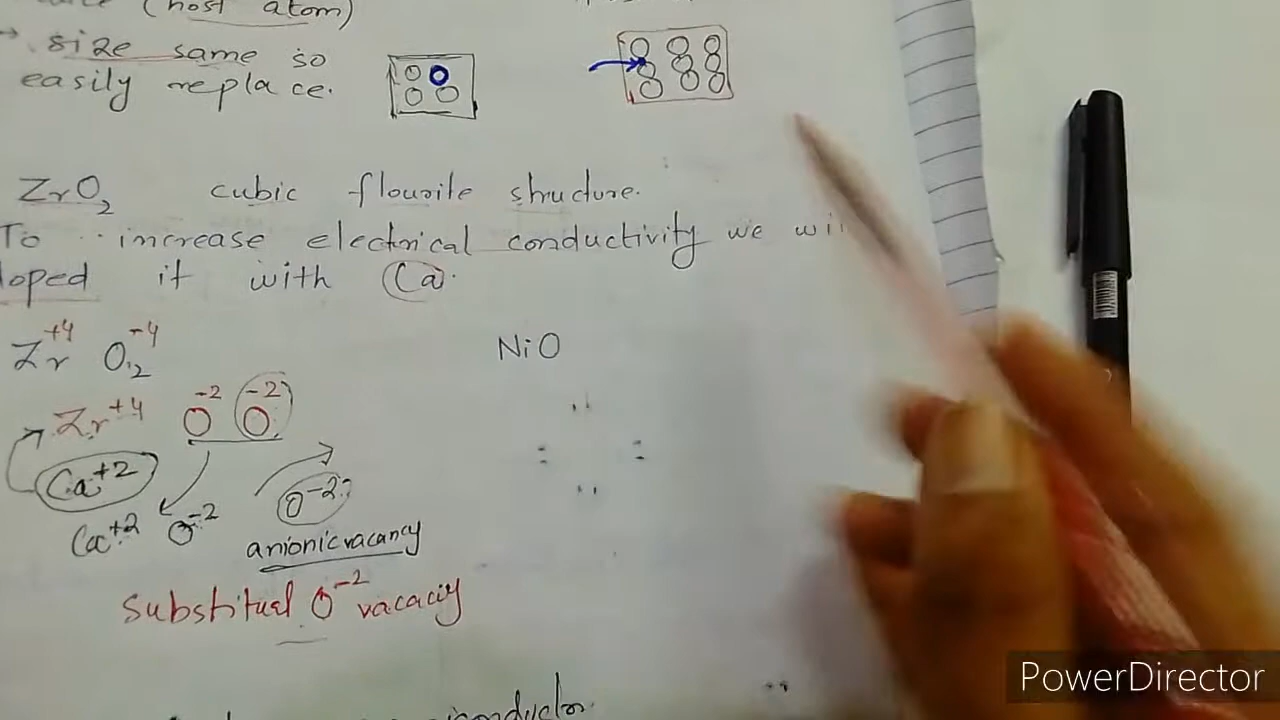 (host atom)
→ size same so
easily replace.
ZrO2 cubic flourite structure.
To increase electrical conductivity we wi
loped it with Ca.
Zr+4 O2-4
NiO
Zr+4 O-2 O-2
Ca+2
O-2
Ca+2 O-2
anionic vacancy
Substitual O-2 vacaciy
PowerDirector